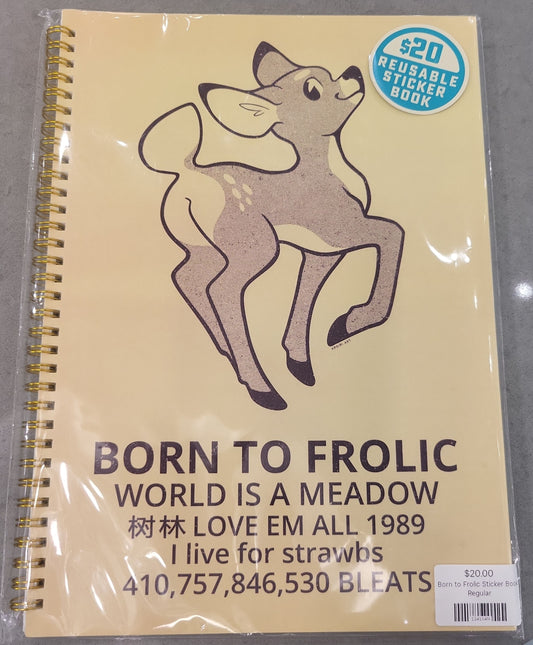 $20
REUSABLE
STICKER
BOOK
BORN TO FROLIC
WORLD IS A MEADOW
树林 LOVE EM ALL 1989
I live for strawbs
410,757,846,530 BLEATS
$20.00
Born to Frolic Sticker Book
Regular